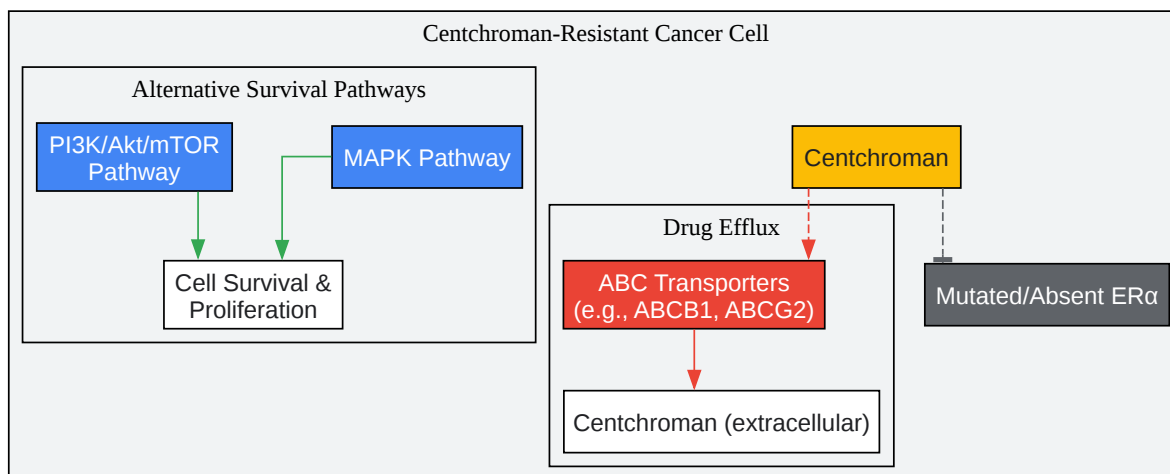 Centchroman-Resistant Cancer Cell
Alternative Survival Pathways
PI3K/Akt/mTOR
Pathway
MAPK Pathway
Cell Survival &
Proliferation
Centchroman
Drug Efflux
ABC Transporters
(e.g., ABCB1, ABCG2)
Centchroman (extracellular)
Mutated/Absent ERα